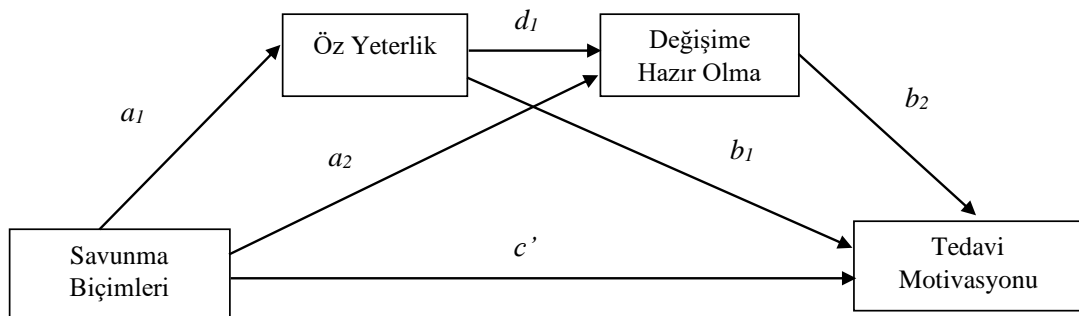 d1
Öz Yeterlik
Değişime
Hazır Olma
a1
b2
a2
b1
Savunma
Biçimleri
c’
Tedavi
Motivasyonu